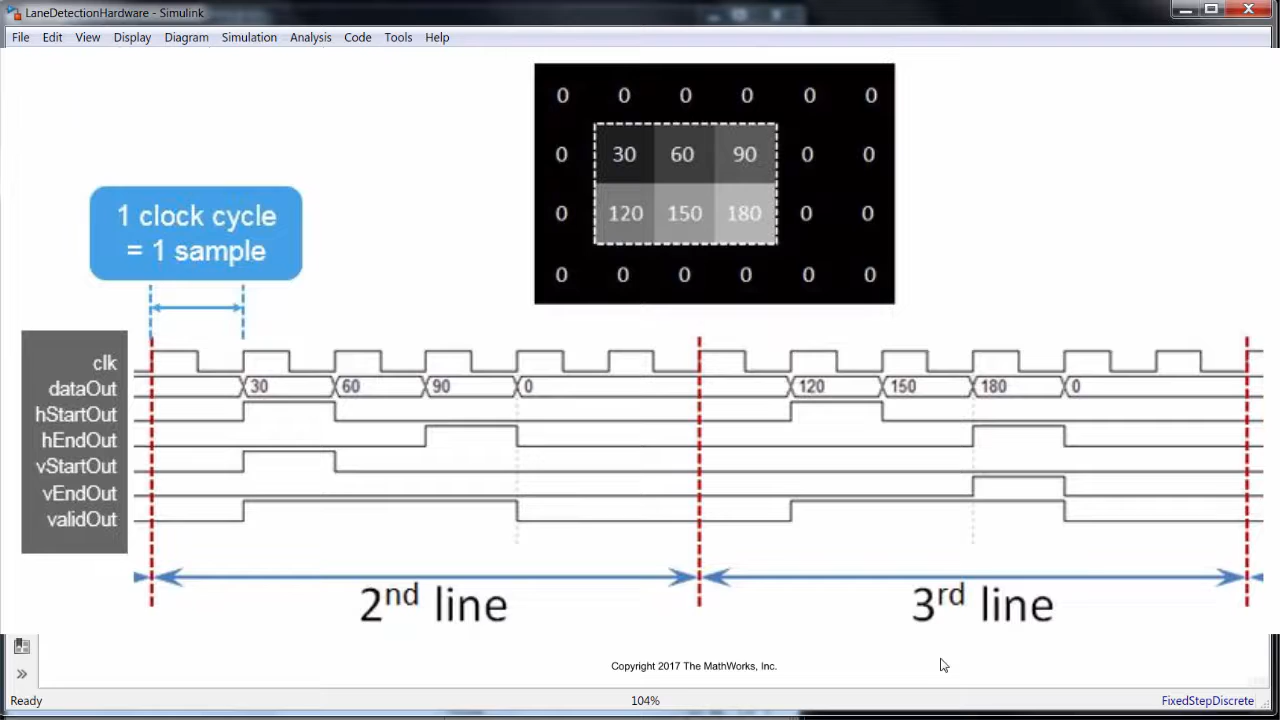 LaneDetectionHardware - Simulink
File Edit View Display Diagram Simulation Analysis Code Tools Help
0 0 0 0 0 0
0 30 60 90 0 0
0 120 150 180 0 0
0 0 0 0 0 0
1 clock cycle
= 1 sample
clk
dataOut 30 60 90 0 120 150 180 0
hStartOut
hEndOut
vStartOut
vEndOut
validOut
2nd line 3rd line
Copyright 2017 The MathWorks, Inc.
Ready 104% FixedStepDiscrete